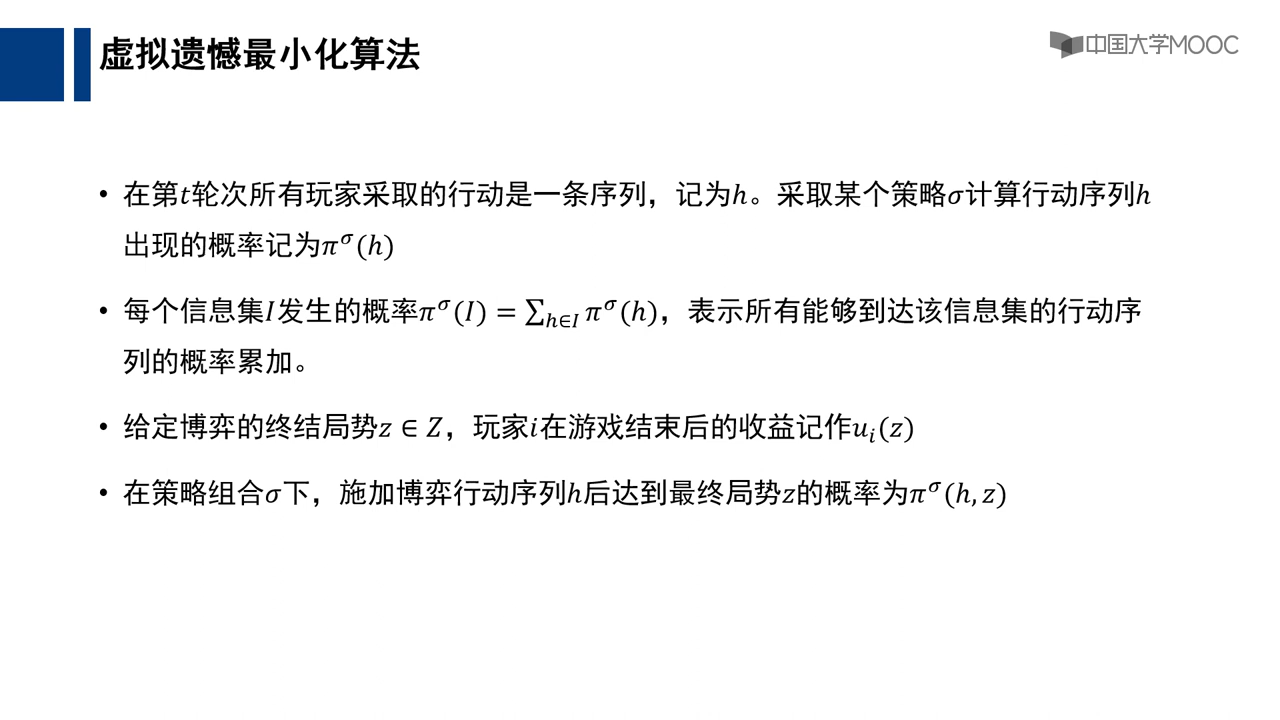 虚拟遗憾最小化算法
中国大学MOOC
• 在第t轮次所有玩家采取的行动是一条序列，记为h。采取某个策略σ计算行动序列h
出现的概率记为π^σ(h)
• 每个信息集I发生的概率π^σ(I) = ∑_{h∈I} π^σ(h)，表示所有能够到达该信息集的行动序
列的概率累加。
• 给定博弈的终结局势z ∈ Z，玩家i在游戏结束后的收益记作u_i(z)
• 在策略组合σ下，施加博弈行动序列h后达到最终局势z的概率为π^σ(h, z)